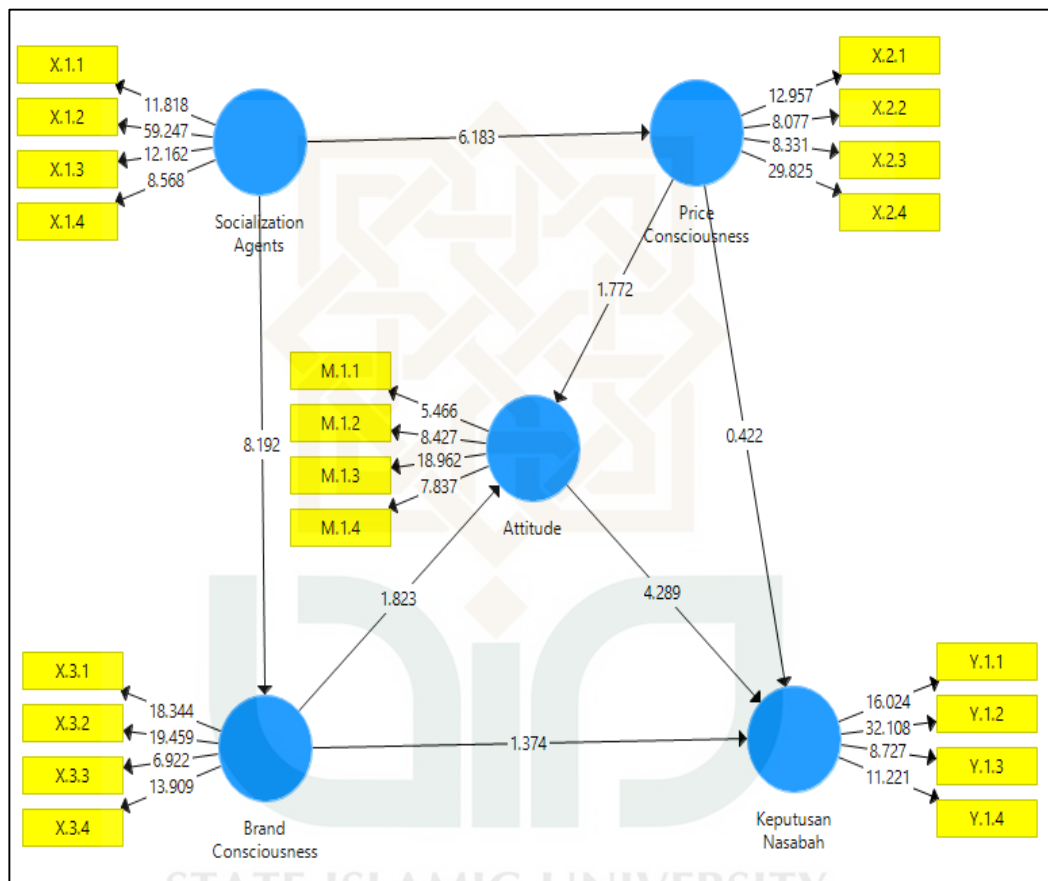 X.1.1
X.1.2
X.1.3
X.1.4
11.818
59.247
12.162
8.568
Socialization
Agents
6.183
Price
Consciousness
12.957
8.077
8.331
29.825
X.2.1
X.2.2
X.2.3
X.2.4
1.772
0.422
8.192
M.1.1
M.1.2
M.1.3
M.1.4
5.466
8.427
18.962
7.837
Attitude
1.823
4.289
X.3.1
X.3.2
X.3.3
X.3.4
18.344
19.459
6.922
13.909
Brand
Consciousness
1.374
Keputusan
Nasabah
16.024
32.108
8.727
11.221
Y.1.1
Y.1.2
Y.1.3
Y.1.4
STATE ISLAMIC UNIVERSITY